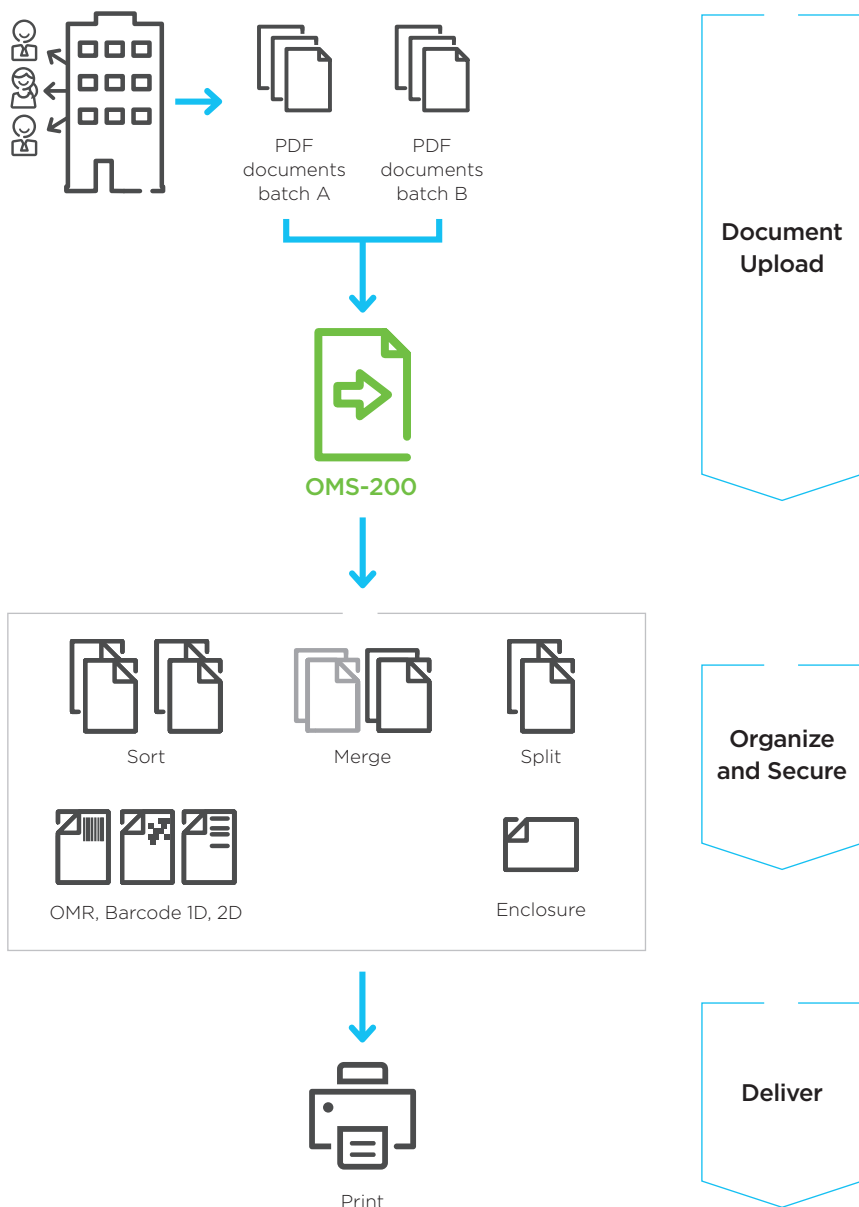 PDF
documents
batch A
PDF
documents
batch B
Document
Upload
OMS-200
Sort
Merge
Split
Organize
and Secure
OMR, Barcode 1D, 2D
Enclosure
Deliver
Print